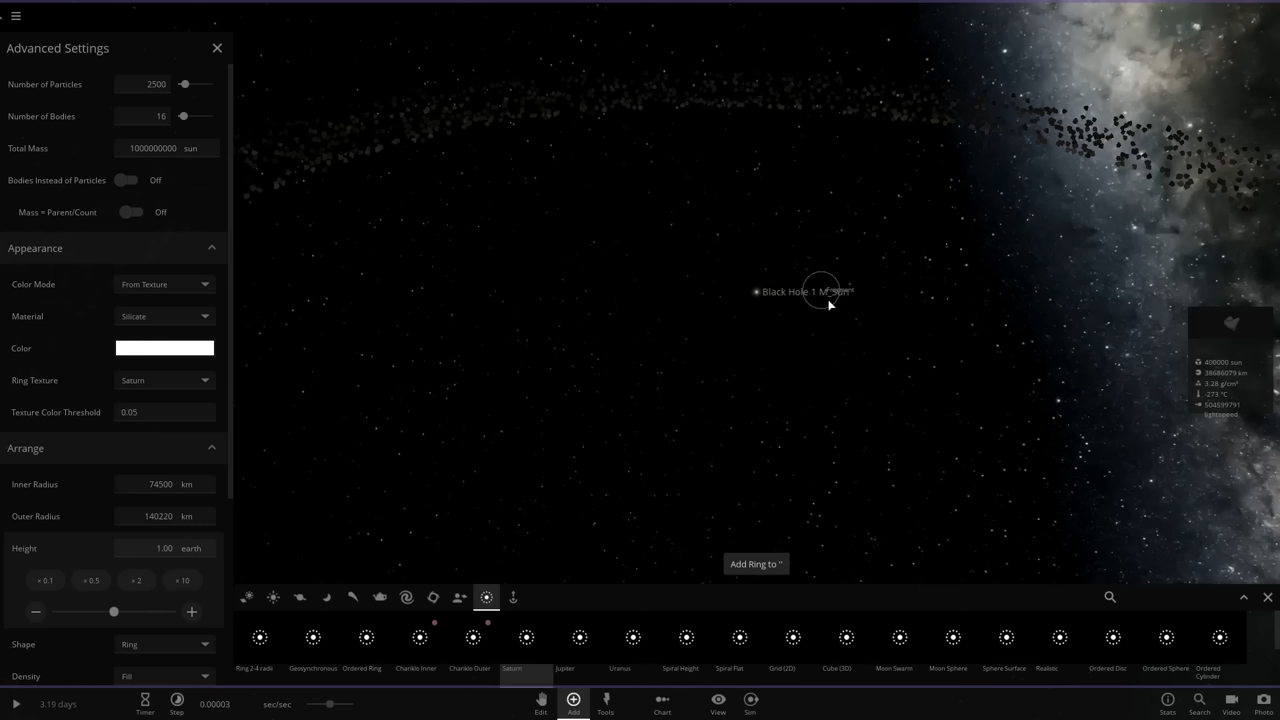 Advanced Settings
Number of Particles 2500
Number of Bodies 16
Total Mass 1000000000 sun
Bodies Instead of Particles Off
Mass = Parent/Count Off
Appearance
Color Mode From Texture
Material Silicate
Color
Ring Texture Saturn
Texture Color Threshold 0.05
Arrange
Inner Radius 74500 km
Outer Radius 140220 km
Height 1.00 earth
× 0.1 × 0.5 × 2 × 10
Shape Ring
Density Fill
Black Hole 1 M_Sun
400000 sun
38686079 km
3.28 g/cm³
-273 °C
504599791
lightspeed
Add Ring to ''
Ring 2-4 radii Geosynchronous Ordered Ring Chariklo Inner Chariklo Outer Saturn Jupiter Uranus Spiral Height Spiral Flat Grid (2D) Cube (3D) Moon Swarm Moon Sphere Sphere Surface Realistic Ordered Disc Ordered Sphere Ordered
Cylinder
3.19 days Timer Step 0.00003 sec/sec Edit Add Tools Chart View Sim Stats Search Video Photo